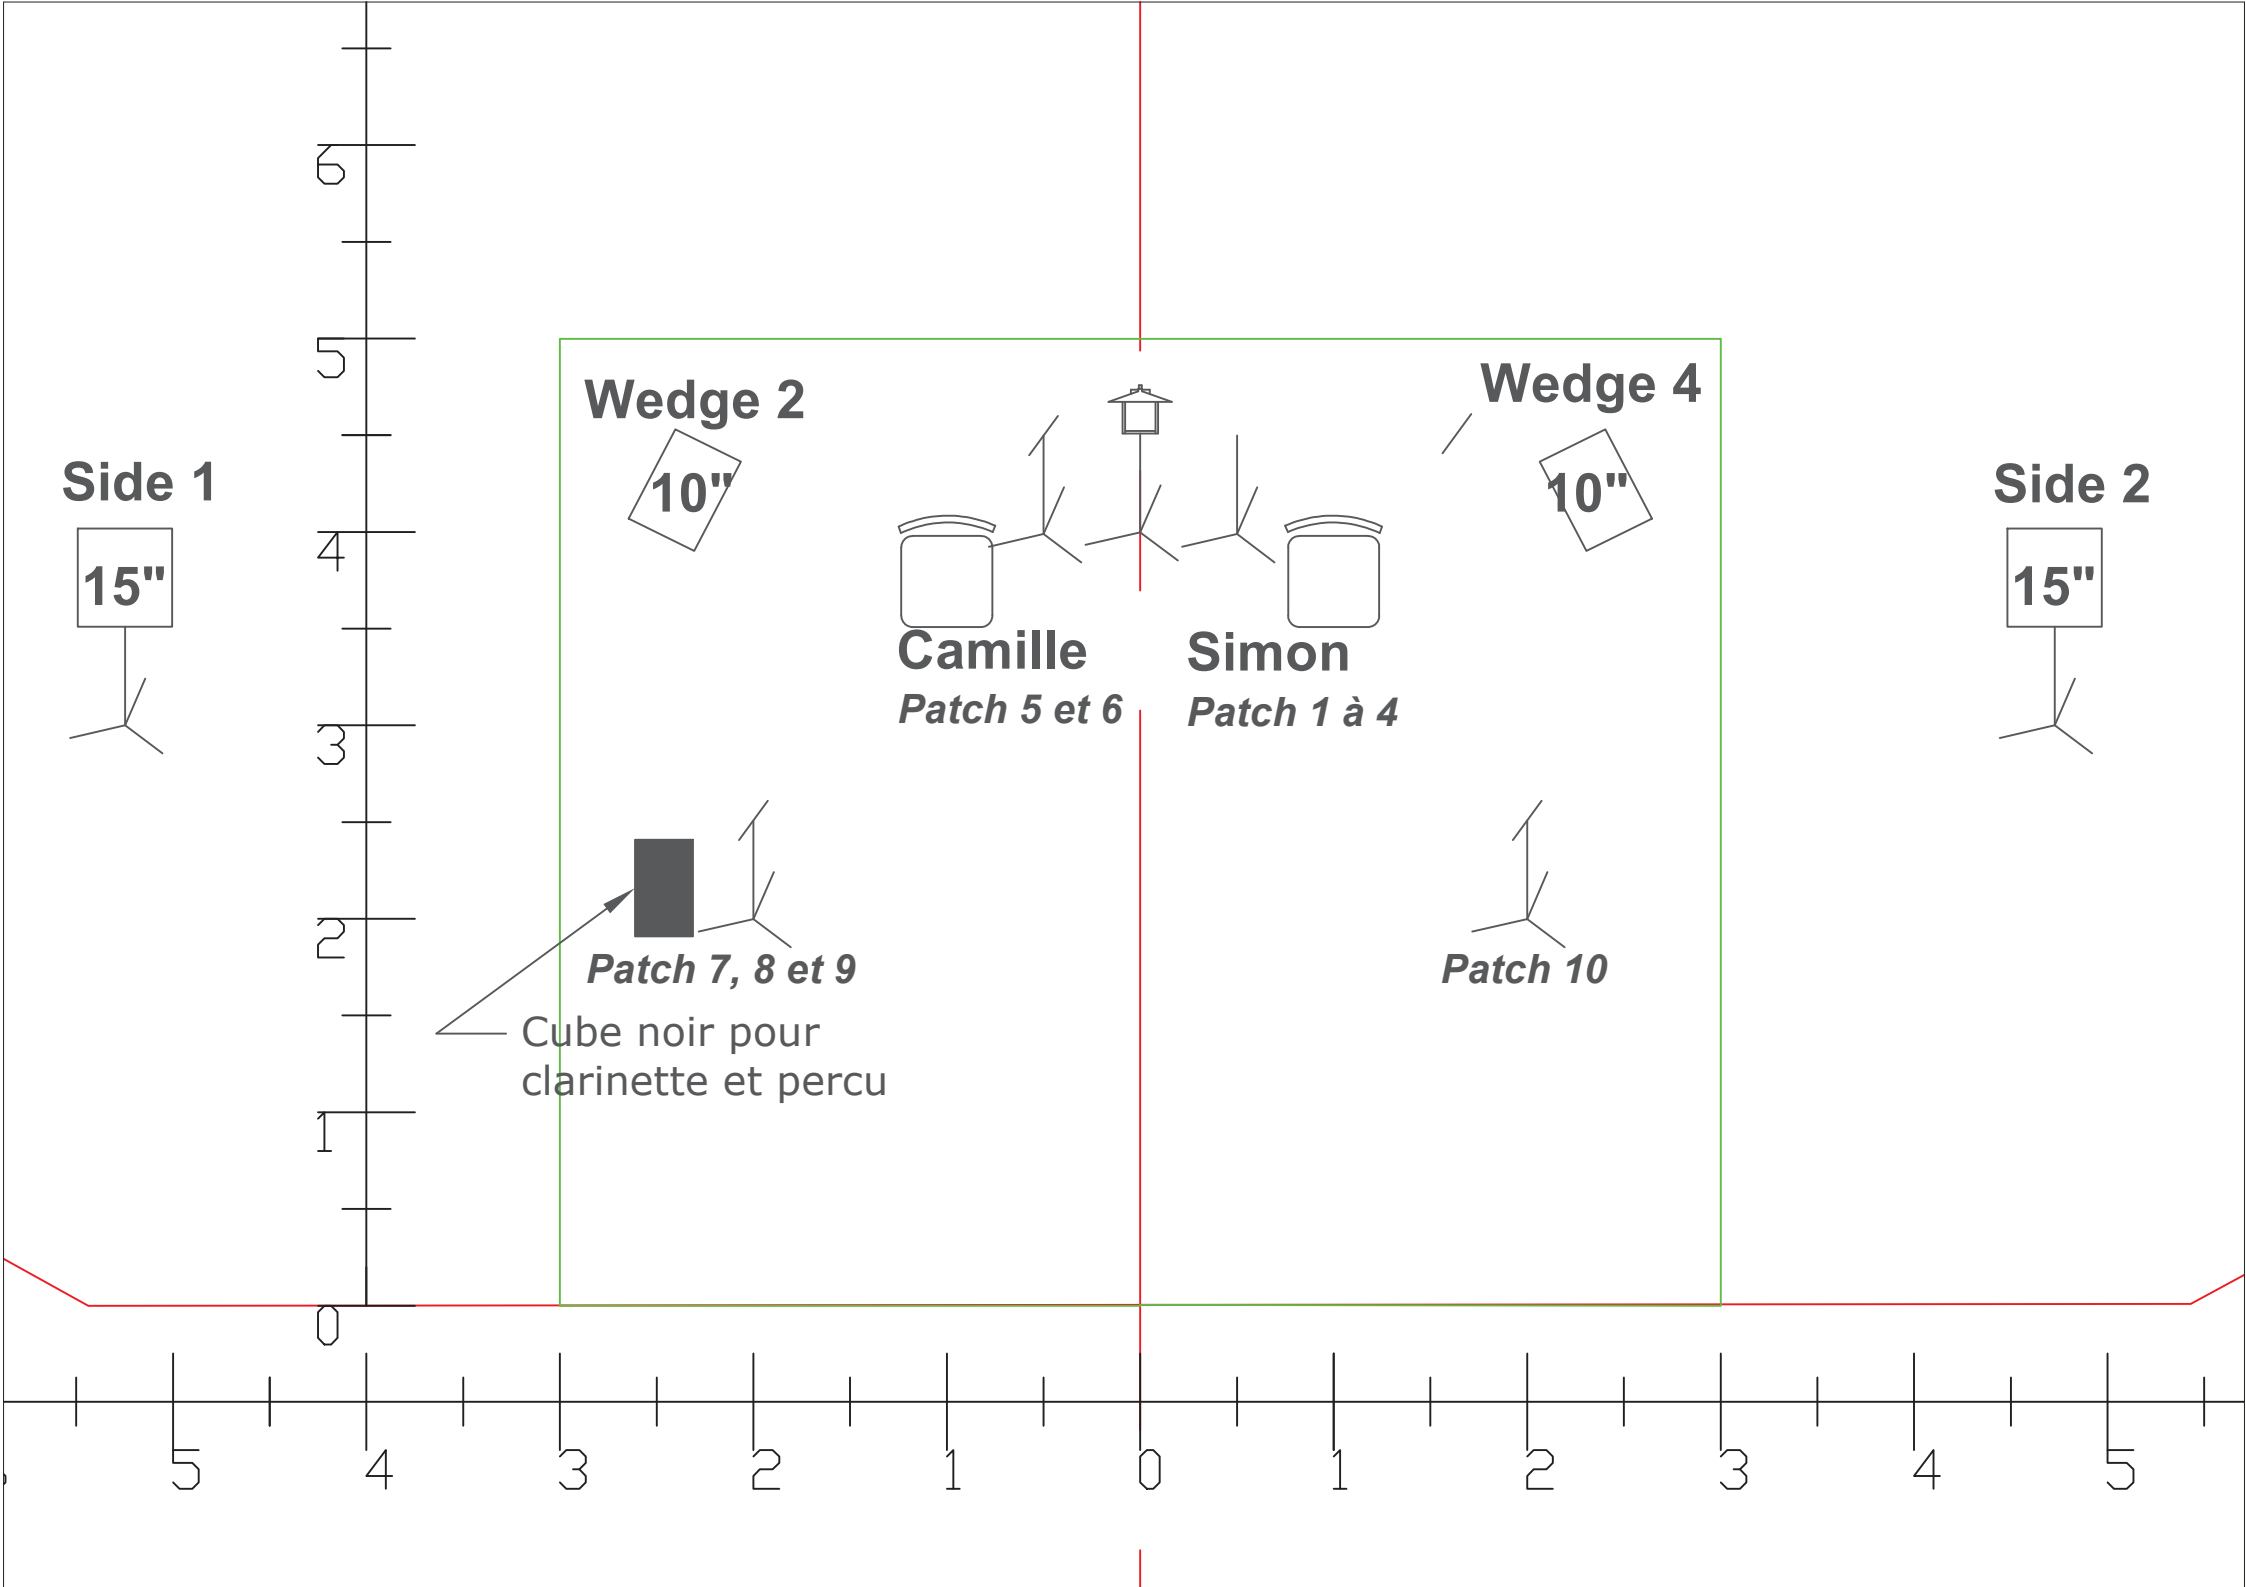 6
5
Wedge 2
Wedge 4
10"
10"
Side 1
Side 2
4
15"
15"
Camille
Simon
Patch 5 et 6
Patch 1 à 4
3
2
Patch 7, 8 et 9
Patch 10
Cube noir pour
clarinette et percu
1
0
5 4 3 2 1 0 1 2 3 4 5